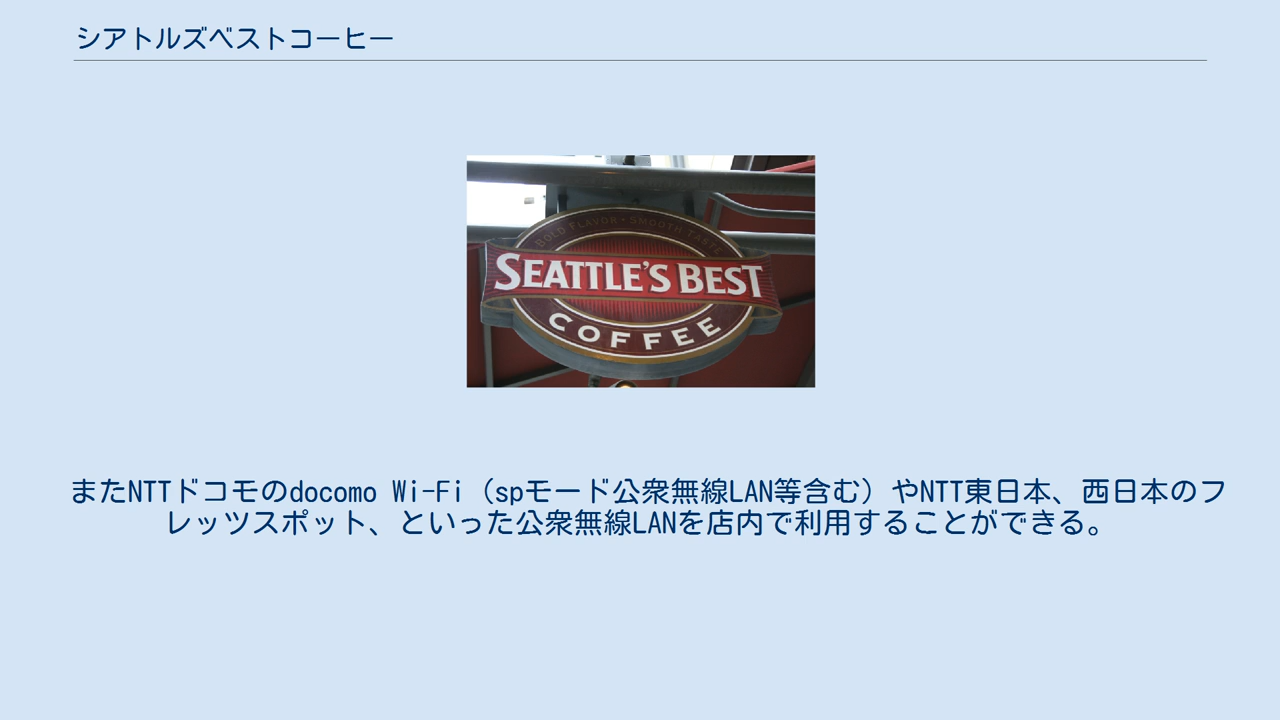 シアトルズベストコーヒー
BOLD FLAVOR • SMOOTH TASTE
SEATTLE'S BEST
COFFEE
またNTTドコモのdocomo Wi-Fi（spモード公衆無線LAN等含む）やNTT東日本、西日本のフ
レッツスポット、といった公衆無線LANを店内で利用することができる。